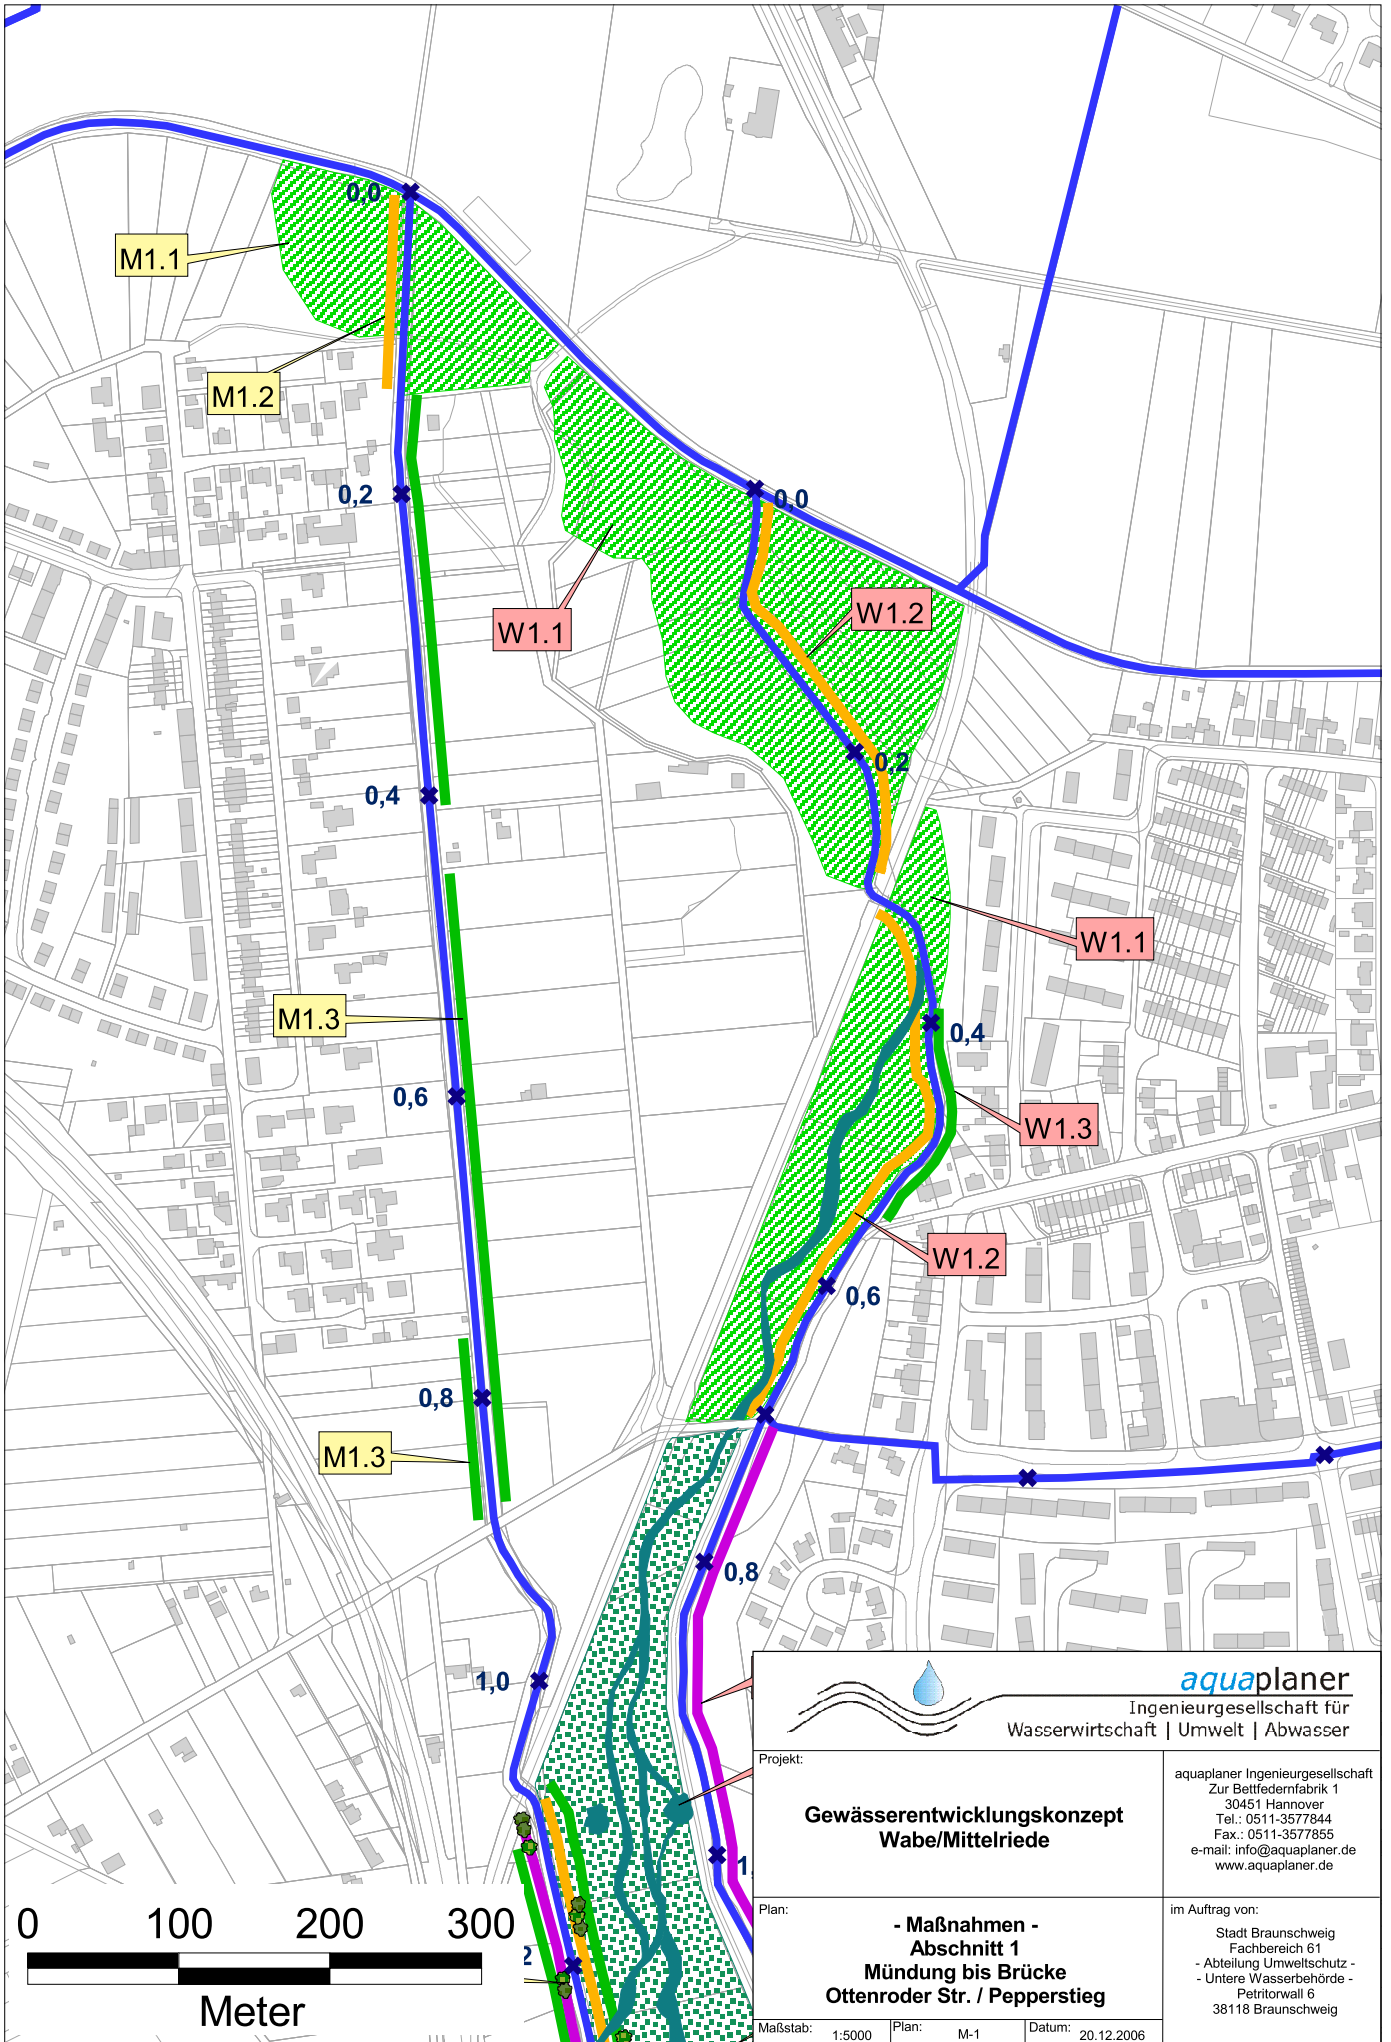 0,0
M1.1
M1.2
0,2
0,0
W1.1
W1.2
0,2
0,4
W1.1
M1.3
0,4
0,6
W1.3
W1.2
0,6
0,8
M1.3
0,8
1,0
1,
2
0 100 200 300
Meter
aquaplaner
Ingenieurgesellschaft für
Wasserwirtschaft | Umwelt | Abwasser
Projekt:
Gewässerentwicklungskonzept
Wabe/Mittelriede
aquaplaner Ingenieurgesellschaft
Zur Bettfedernfabrik 1
30451 Hannover
Tel.: 0511-3577844
Fax.: 0511-3577855
e-mail: info@aquaplaner.de
www.aquaplaner.de
Plan:
- Maßnahmen -
Abschnitt 1
Mündung bis Brücke
Ottenroder Str. / Pepperstieg
im Auftrag von:
Stadt Braunschweig
Fachbereich 61
- Abteilung Umweltschutz -
- Untere Wasserbehörde -
Petritorwall 6
38118 Braunschweig
Maßstab: 1:5000
Plan: M-1
Datum: 20.12.2006